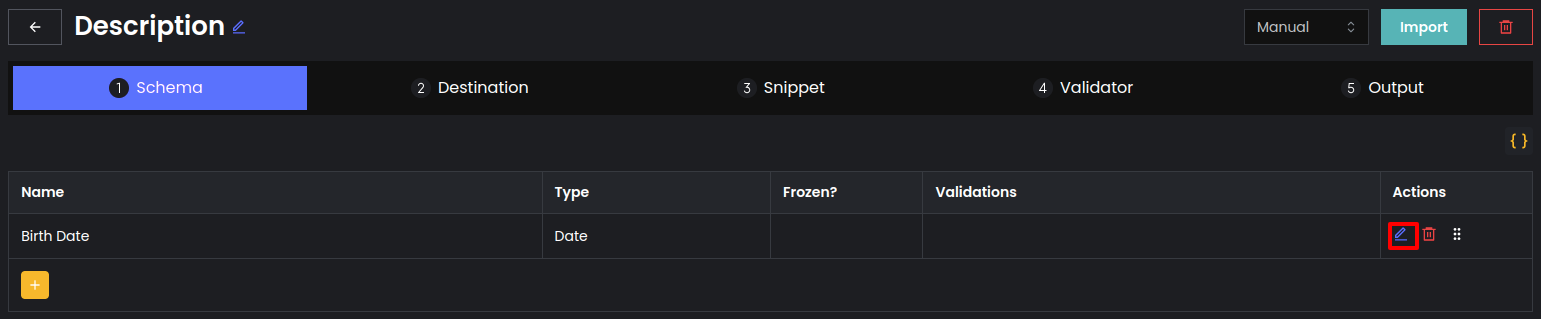 Description
Manual
Import
1 Schema
2 Destination
3 Snippet
4 Validator
5 Output
{ }
Name Type Frozen? Validations Actions
Birth Date Date
+